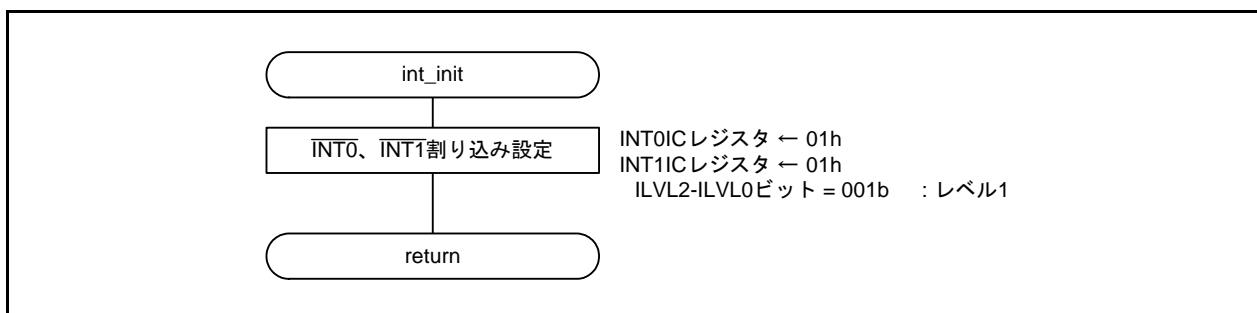 int_init
INT0、INT1割り込み設定
INT0ICレジスタ ← 01h
INT1ICレジスタ ← 01h
ILVL2-ILVL0ビット = 001b : レベル1
return